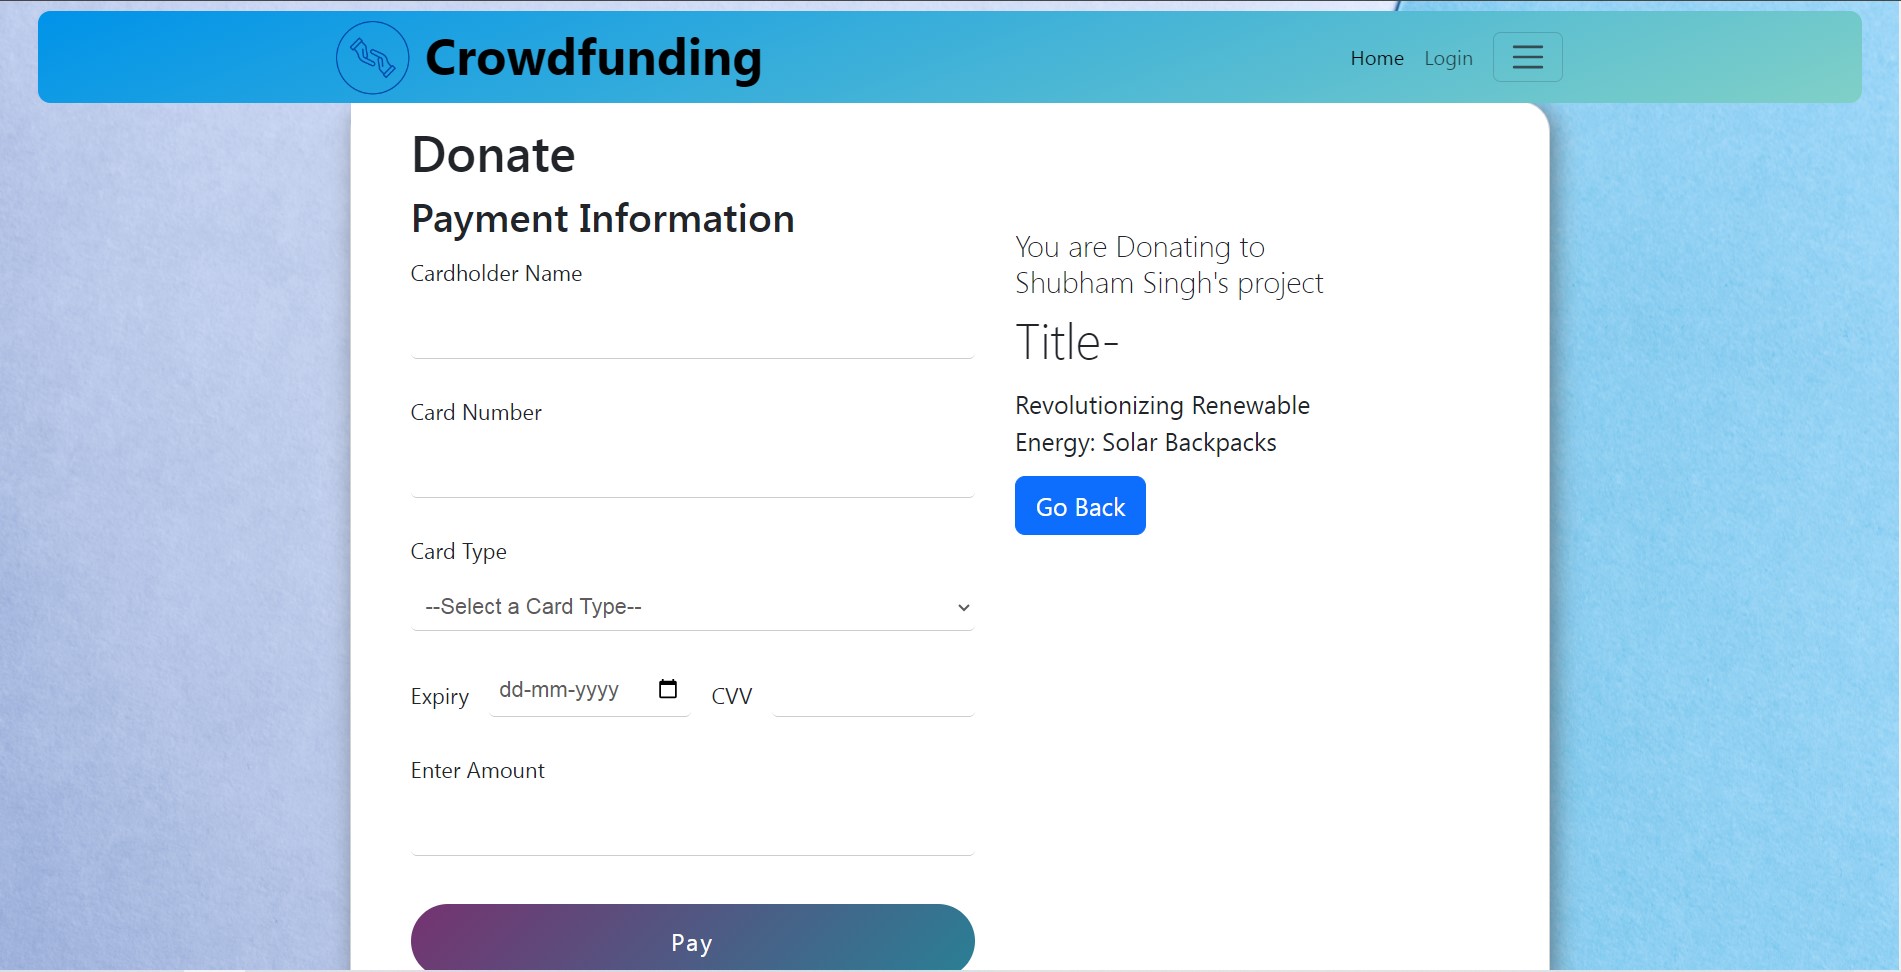 Crowdfunding
Home Login
Donate
Payment Information
Cardholder Name
Card Number
Card Type
--Select a Card Type--
Expiry dd-mm-yyyy CVV
Enter Amount
Pay
You are Donating to
Shubham Singh's project
Title-
Revolutionizing Renewable
Energy: Solar Backpacks
Go Back